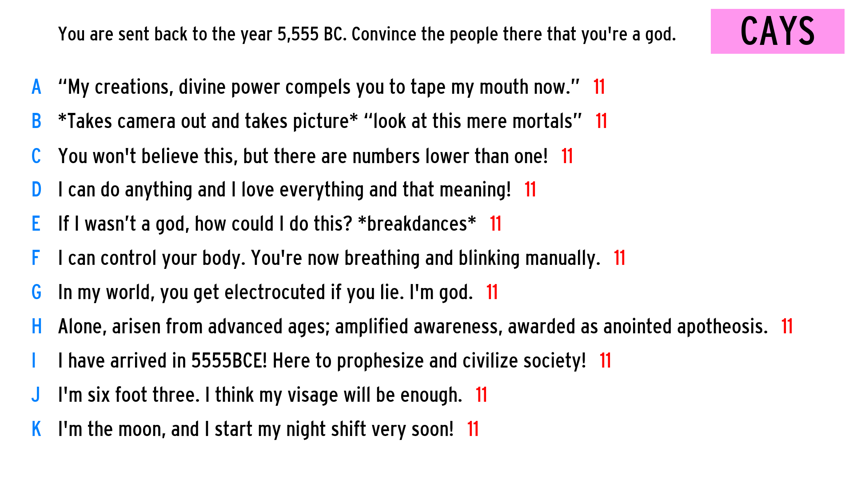 You are sent back to the year 5,555 BC. Convince the people there that you're a god.
CAYS
A “My creations, divine power compels you to tape my mouth now.” 11
B *Takes camera out and takes picture* “look at this mere mortals” 11
C You won't believe this, but there are numbers lower than one! 11
D I can do anything and I love everything and that meaning! 11
E If I wasn’t a god, how could I do this? *breakdances* 11
F I can control your body. You're now breathing and blinking manually. 11
G In my world, you get electrocuted if you lie. I'm god. 11
H Alone, arisen from advanced ages; amplified awareness, awarded as anointed apotheosis. 11
I I have arrived in 5555BCE! Here to prophesize and civilize society! 11
J I'm six foot three. I think my visage will be enough. 11
K I'm the moon, and I start my night shift very soon! 11